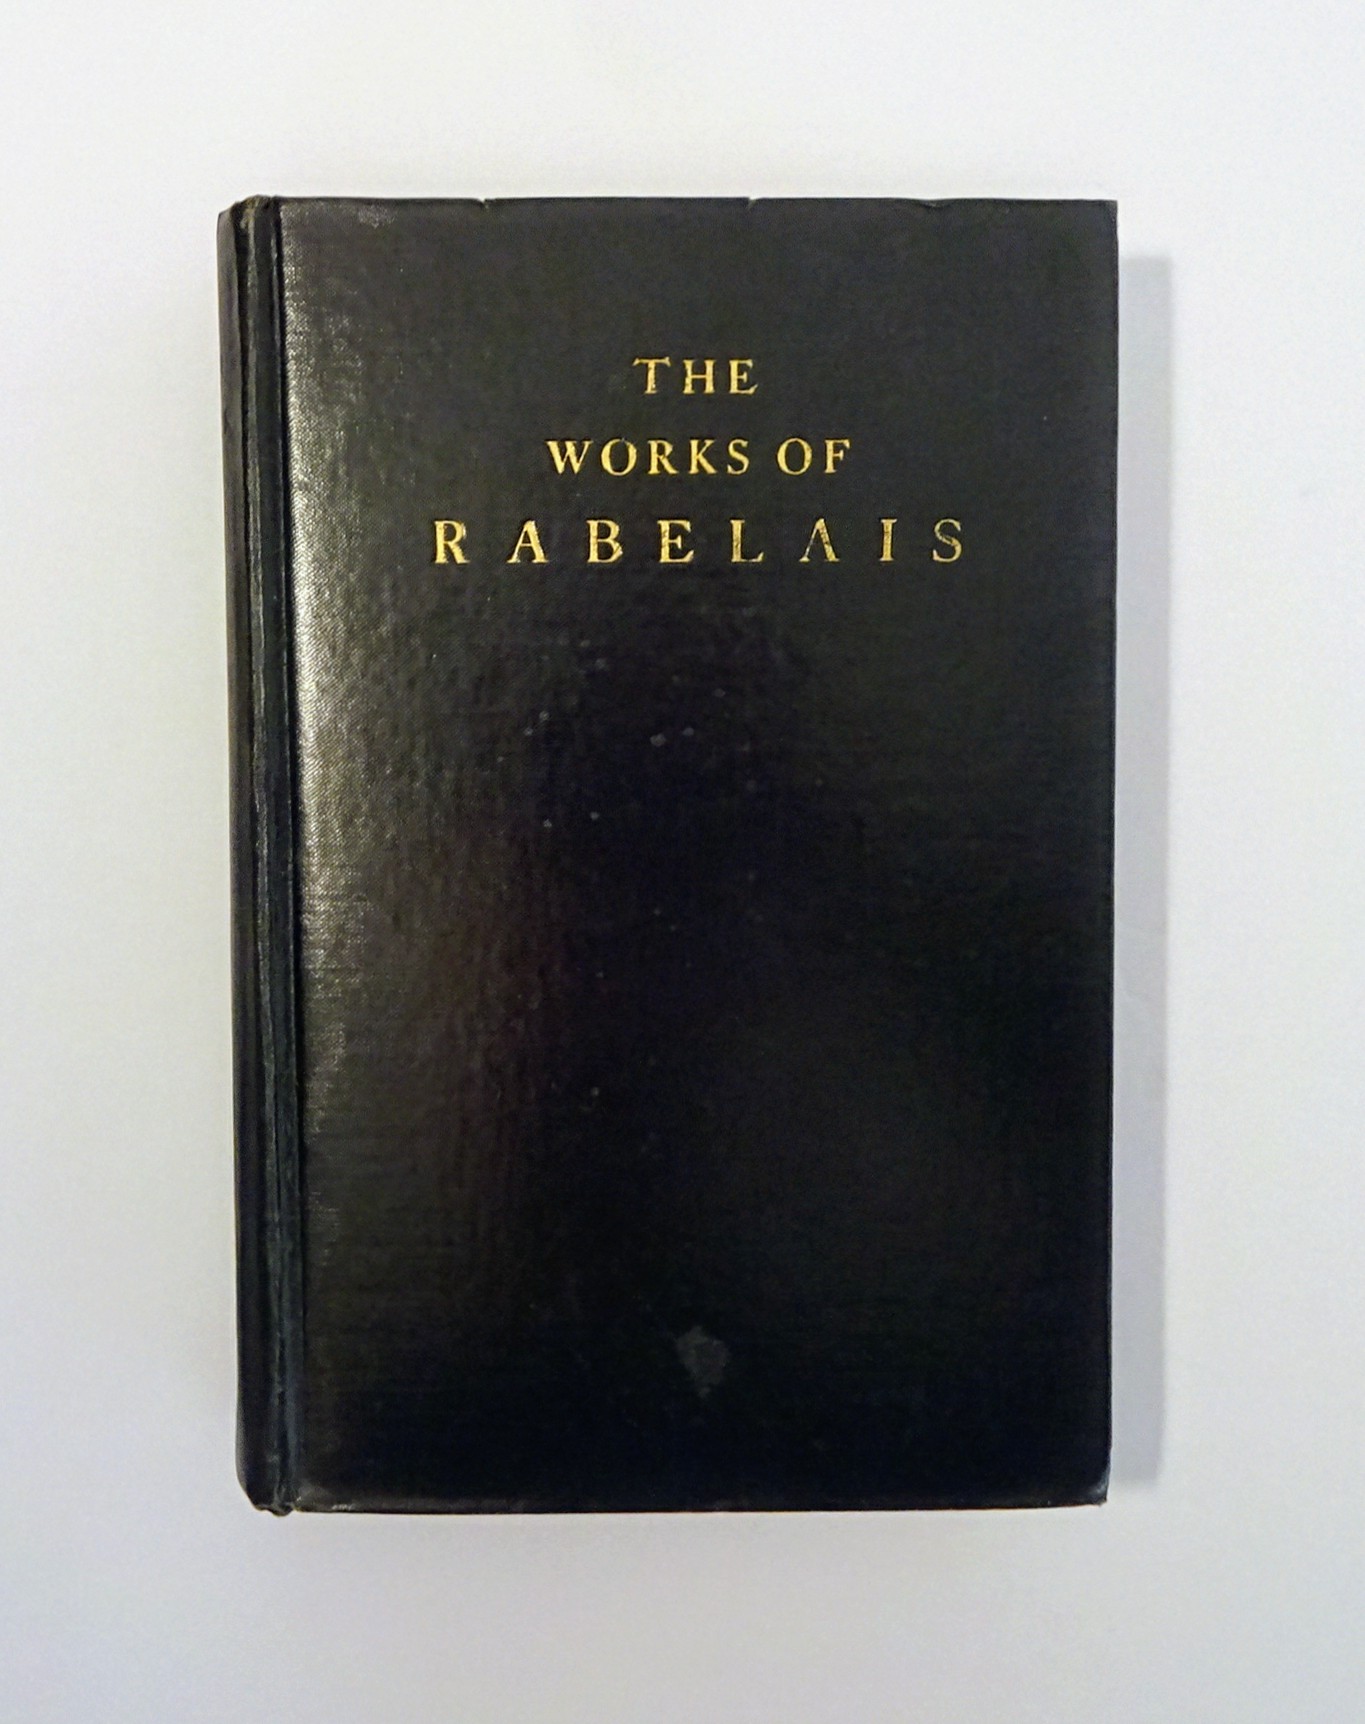 THE
WORKS OF
RABELAIS